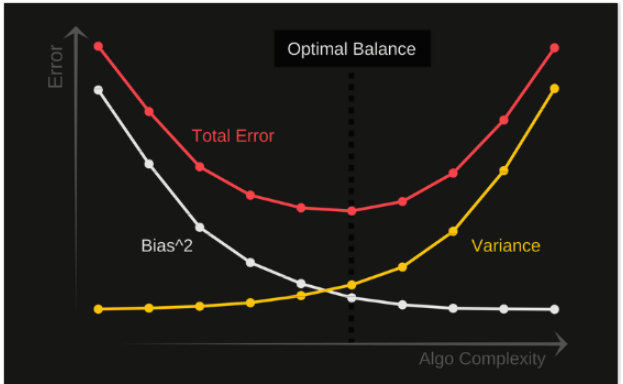 Optimal Balance
Error
Total Error
Bias^2
Variance
Algo Complexity